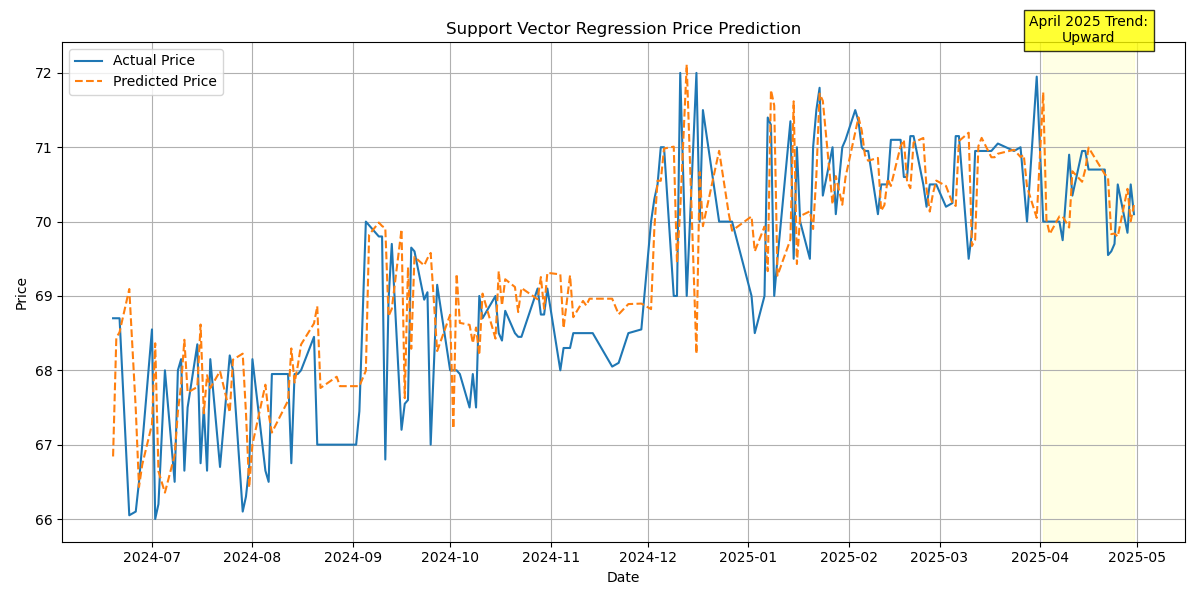 April 2025 Trend:
Upward
Support Vector Regression Price Prediction
Actual Price
Predicted Price
Price
72
71
70
69
68
67
66
2024-07 2024-08 2024-09 2024-10 2024-11 2024-12 2025-01 2025-02 2025-03 2025-04 2025-05
Date